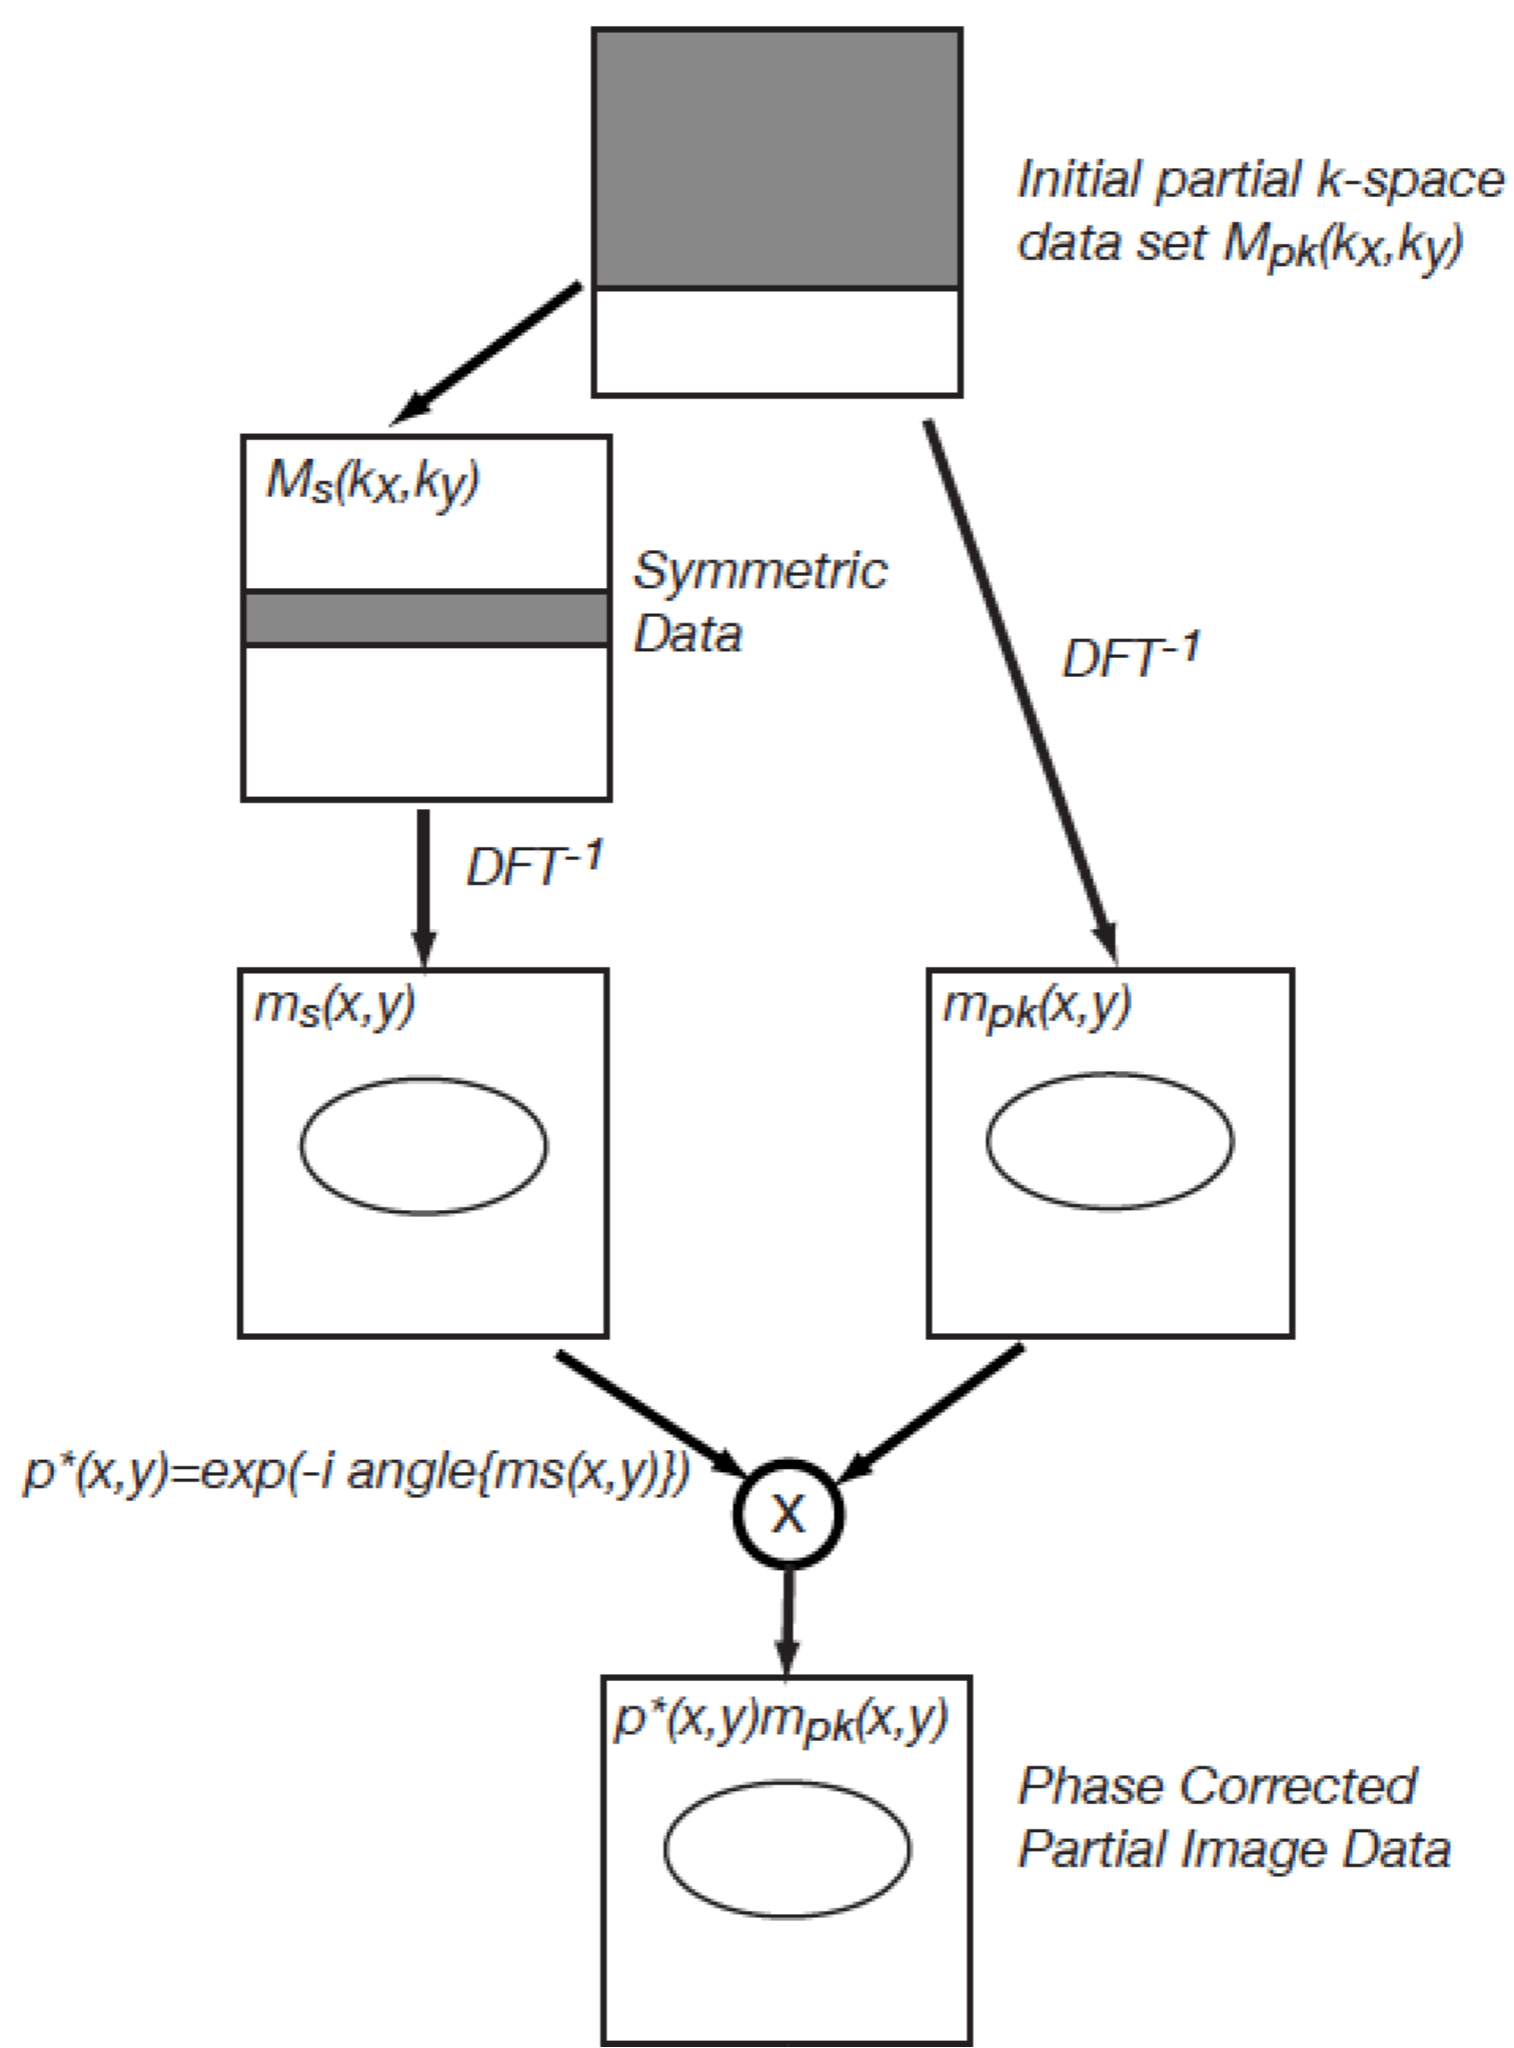 Initial partial k-space
data set Mpk(kx,ky)
Ms(kx,ky)
Symmetric
Data
DFT-1
DFT-1
ms(x,y)
mpk(x,y)
p*(x,y)=exp(-i angle{ms(x,y)})
X
p*(x,y)mpk(x,y)
Phase Corrected
Partial Image Data